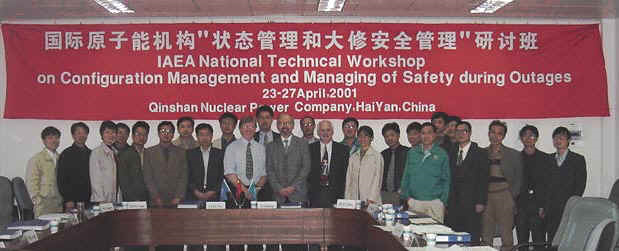 国际原子能机构"状态管理和大修安全管理"研讨班
IAEA National Technical Workshop
on Configuration Management and Managing of Safety during Outages
23-27April,2001
Qinshan Nuclear Power Company,HaiYan,China